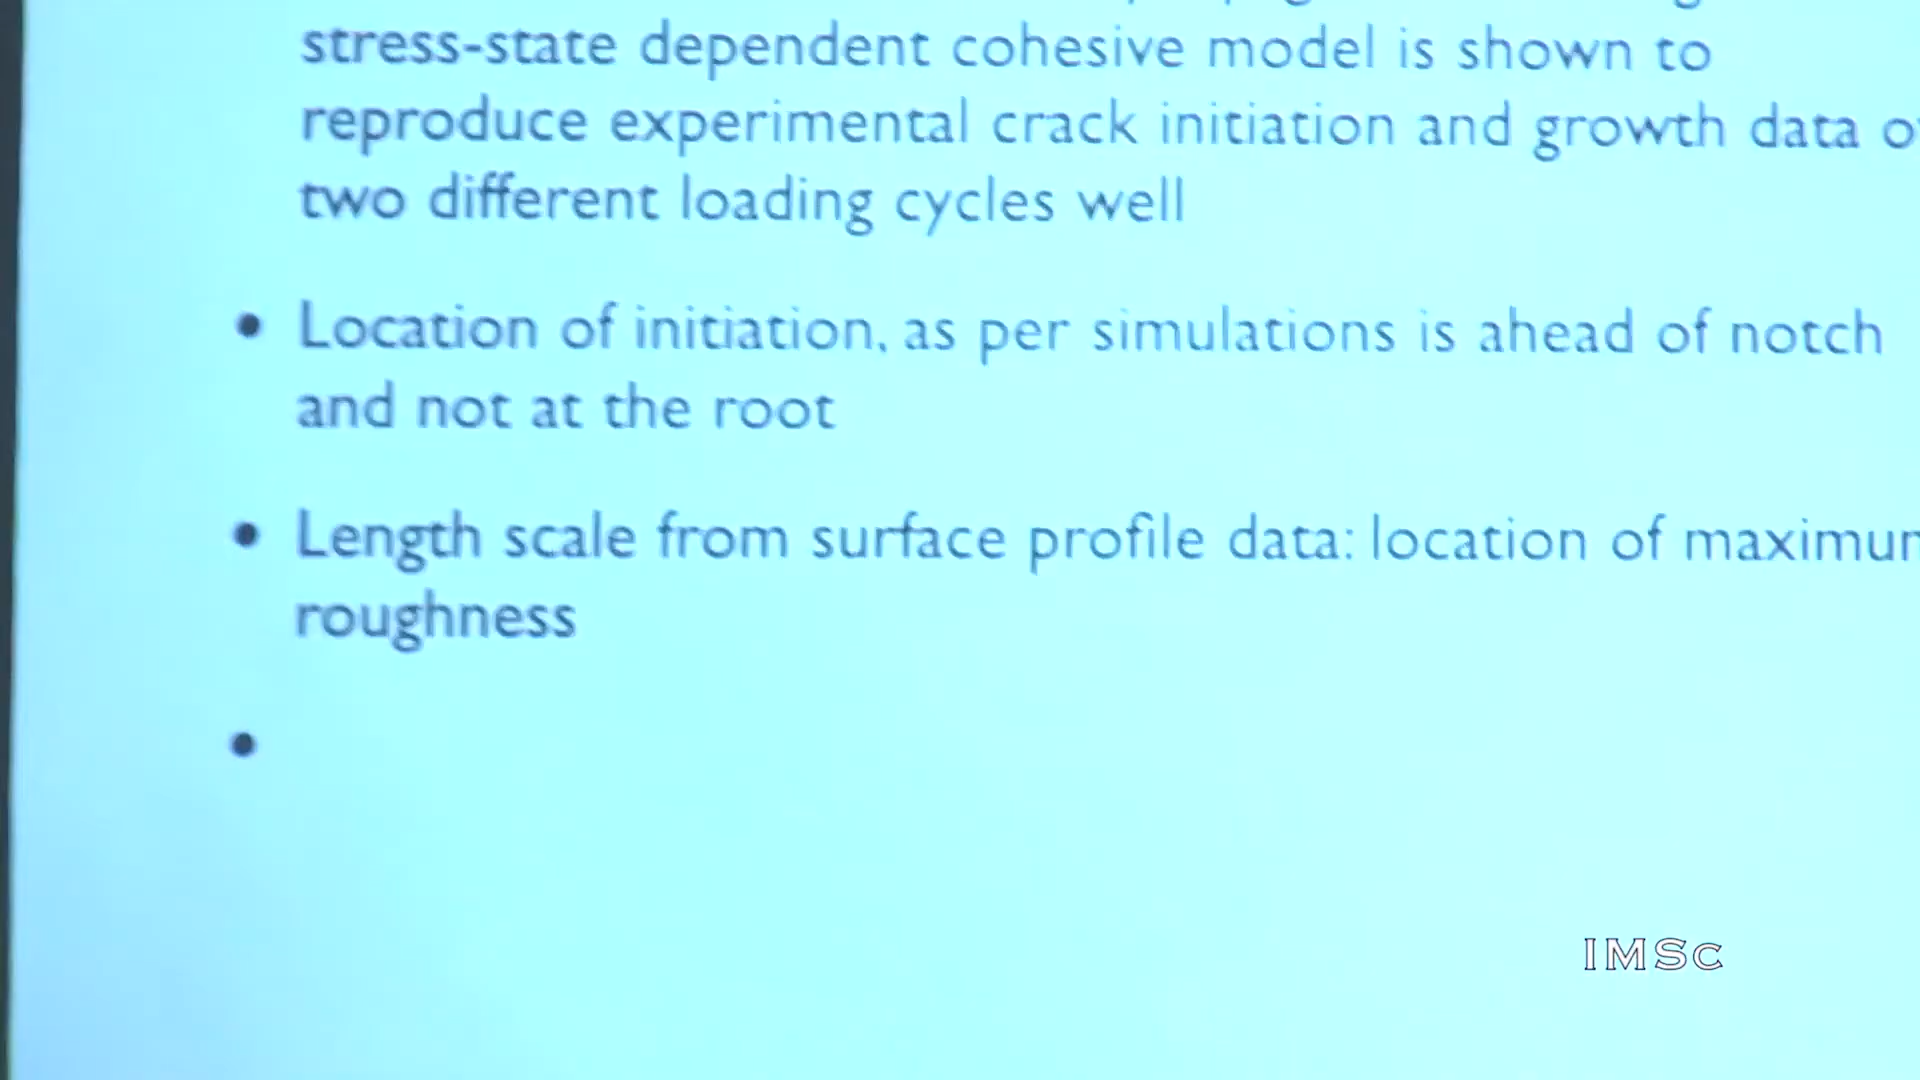 stress-state dependent cohesive model is shown to
reproduce experimental crack initiation and growth data
two different loading cycles well
• Location of initiation, as per simulations is ahead of notch
and not at the root
• Length scale from surface profile data: location of
roughness
•
IMSc